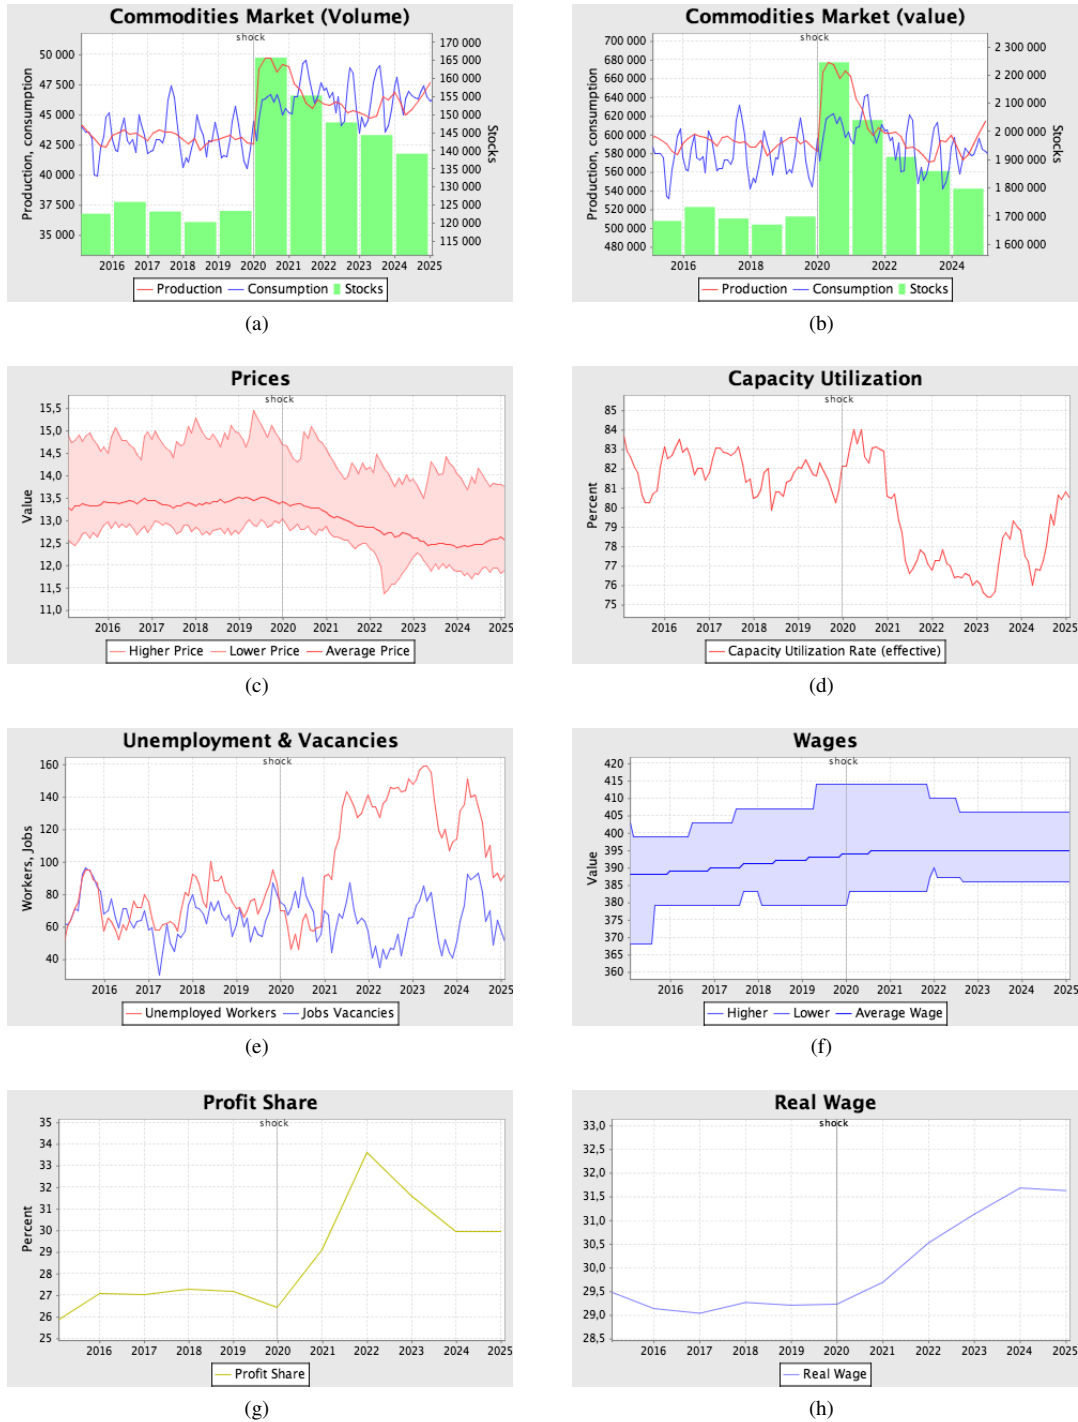 Commodities Market (Volume)
shock
Production, consumption
50 000
47 500
45 000
42 500
40 000
37 500
35 000
170 000
165 000
160 000
155 000
150 000
145 000
140 000
135 000
130 000
125 000
120 000
115 000
Stocks
2016 2017 2018 2019 2020 2021 2022 2023 2024 2025
Production Consumption Stocks
(a)
Commodities Market (value)
shock
Production, consumption
700 000
680 000
660 000
640 000
620 000
600 000
580 000
560 000
540 000
520 000
500 000
480 000
2 300 000
2 200 000
2 100 000
2 000 000
1 900 000
1 800 000
1 700 000
1 600 000
Stocks
2016 2018 2020 2022 2024
Production Consumption Stocks
(b)
Prices
shock
Value
15,5
15,0
14,5
14,0
13,5
13,0
12,5
12,0
11,5
11,0
2016 2017 2018 2019 2020 2021 2022 2023 2024 2025
Higher Price Lower Price Average Price
(c)
Capacity Utilization
shock
Percent
85
84
83
82
81
80
79
78
77
76
75
2016 2017 2018 2019 2020 2021 2022 2023 2024 2025
Capacity Utilization Rate (effective)
(d)
Unemployment & Vacancies
shock
Workers, Jobs
160
140
120
100
80
60
40
2016 2017 2018 2019 2020 2021 2022 2023 2024 2025
Unemployed Workers Jobs Vacancies
(e)
Wages
shock
Value
420
415
410
405
400
395
390
385
380
375
370
365
360
2016 2017 2018 2019 2020 2021 2022 2023 2024 2025
Higher Lower Average Wage
(f)
Profit Share
shock
Percent
35
34
33
32
31
30
29
28
27
26
25
2016 2017 2018 2019 2020 2021 2022 2023 2024 2025
Profit Share
(g)
Real Wage
shock
33,0
32,5
32,0
31,5
31,0
30,5
30,0
29,5
29,0
28,5
2016 2017 2018 2019 2020 2021 2022 2023 2024 2025
Real Wage
(h)